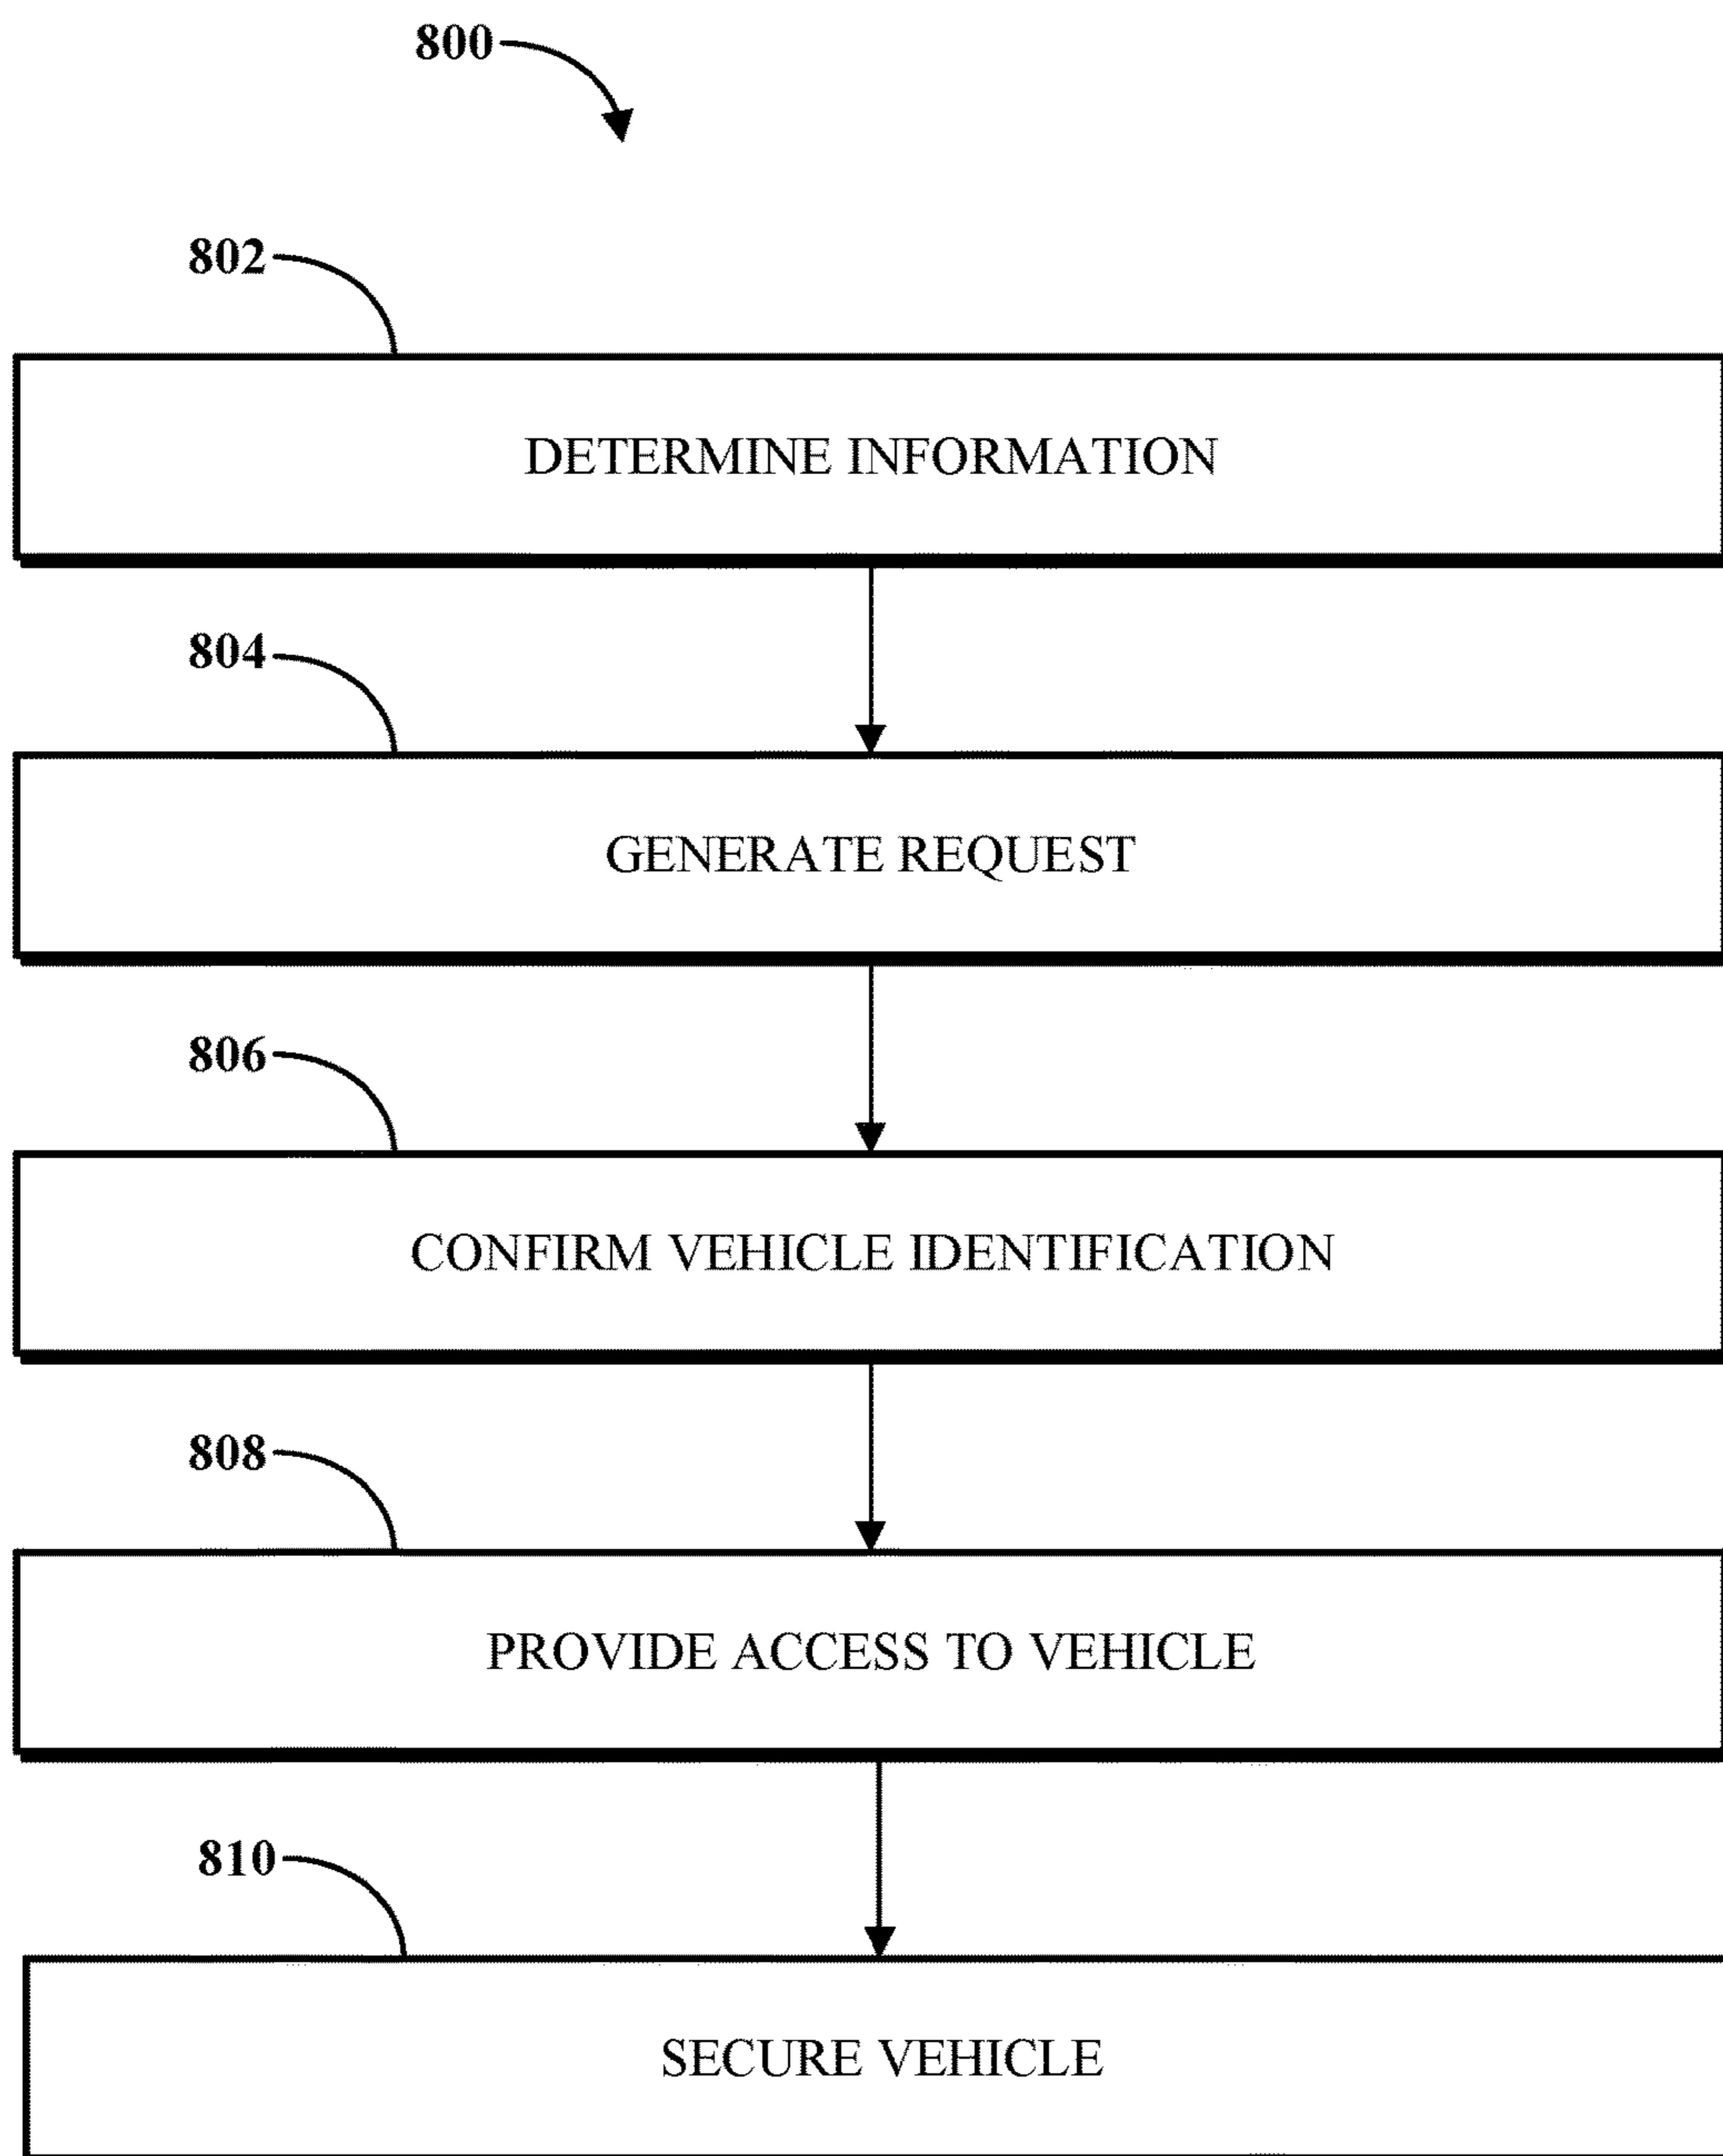 800
802
DETERMINE INFORMATION
804
GENERATE REQUEST
806
CONFIRM VEHICLE IDENTIFICATION
808
PROVIDE ACCESS TO VEHICLE
810
SECURE VEHICLE